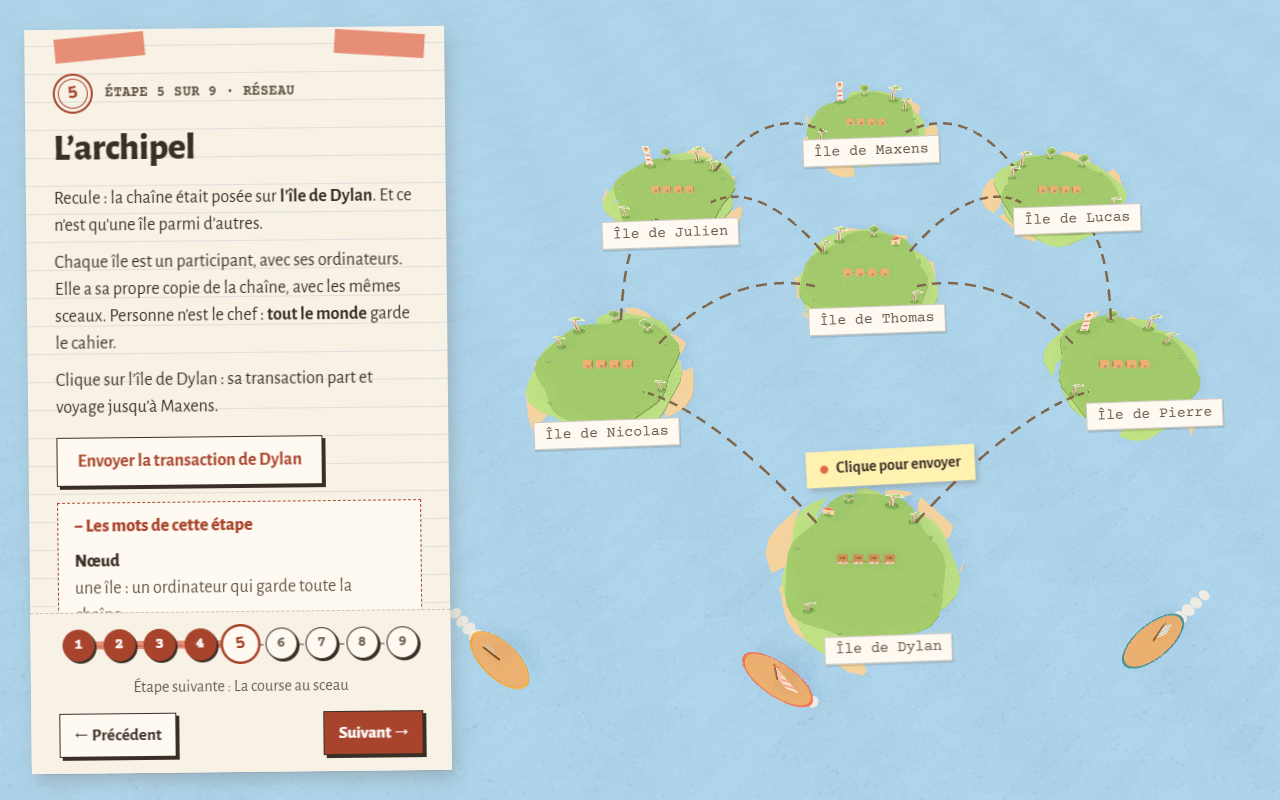 5
ÉTAPE 5 SUR 9 · RÉSEAU
L’archipel
Recule : la chaîne était posée sur l’île de Dylan. Et ce
n’est qu’une île parmi d’autres.
Chaque île est un participant, avec ses ordinateurs.
Elle a sa propre copie de la chaîne, avec les mêmes
sceaux. Personne n’est le chef : tout le monde garde
le cahier.
Clique sur l’île de Dylan : sa transaction part et
voyage jusqu’à Maxens.
Envoyer la transaction de Dylan
– Les mots de cette étape
Nœud
une île : un ordinateur qui garde toute la
1 2 3 4 5 6 7 8 9
Étape suivante : La course au sceau
← Précédent
Suivant →
Île de Maxens
Île de Julien
Île de Lucas
Île de Thomas
Île de Nicolas
Île de Pierre
Clique pour envoyer
Île de Dylan